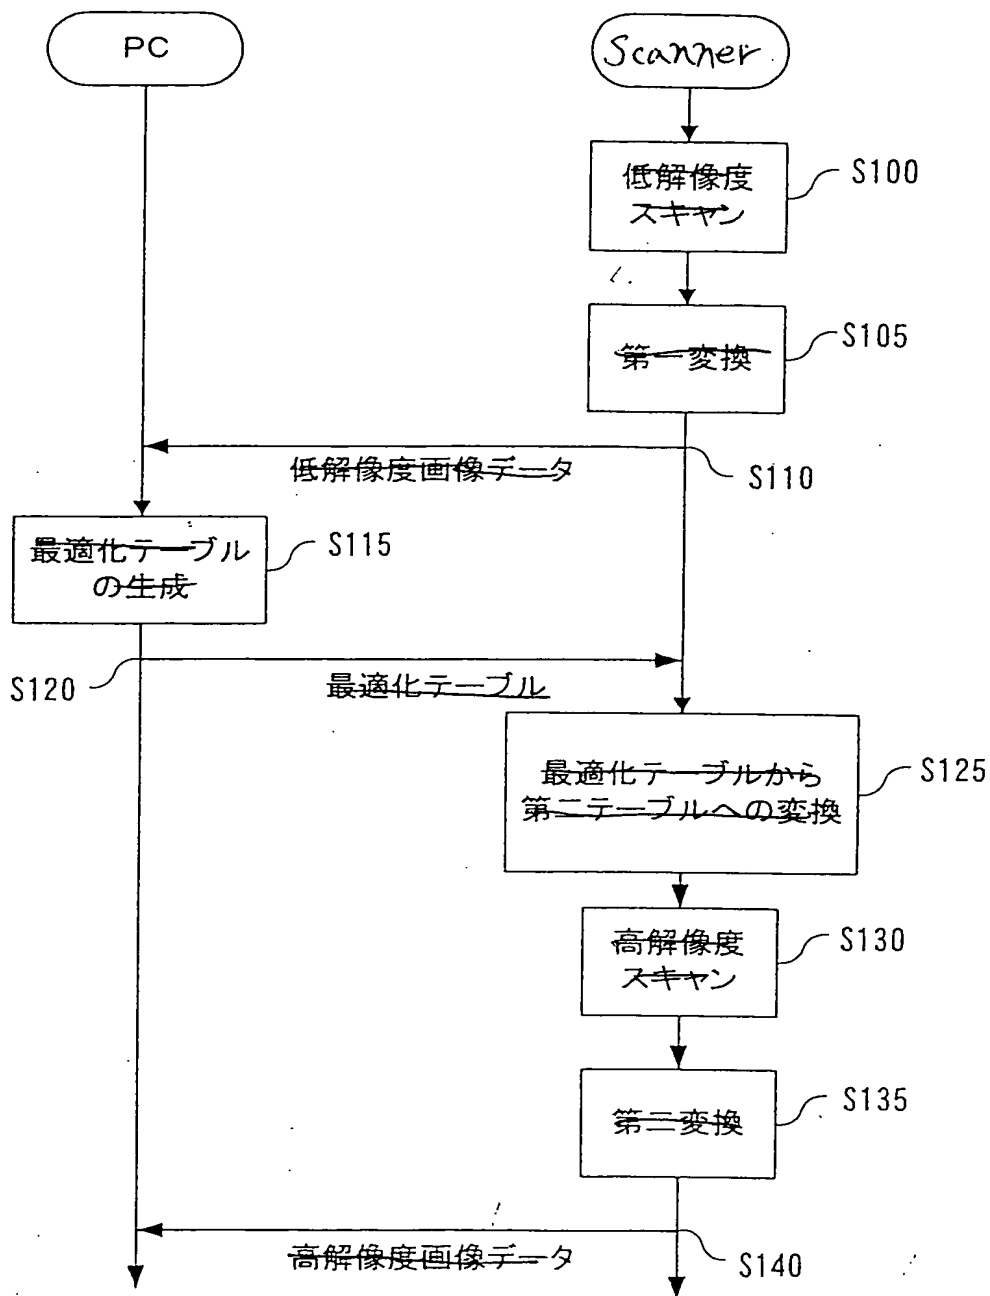 PC
Scanner
低解像度
スキャン
S100
第一変換
S105
低解像度画像データ
S110
最適化テーブル
の生成
S115
S120
最適化テーブル
最適化テーブルから
第二テーブルへの変換
S125
高解像度
スキャン
S130
第二変換
S135
高解像度画像データ
S140